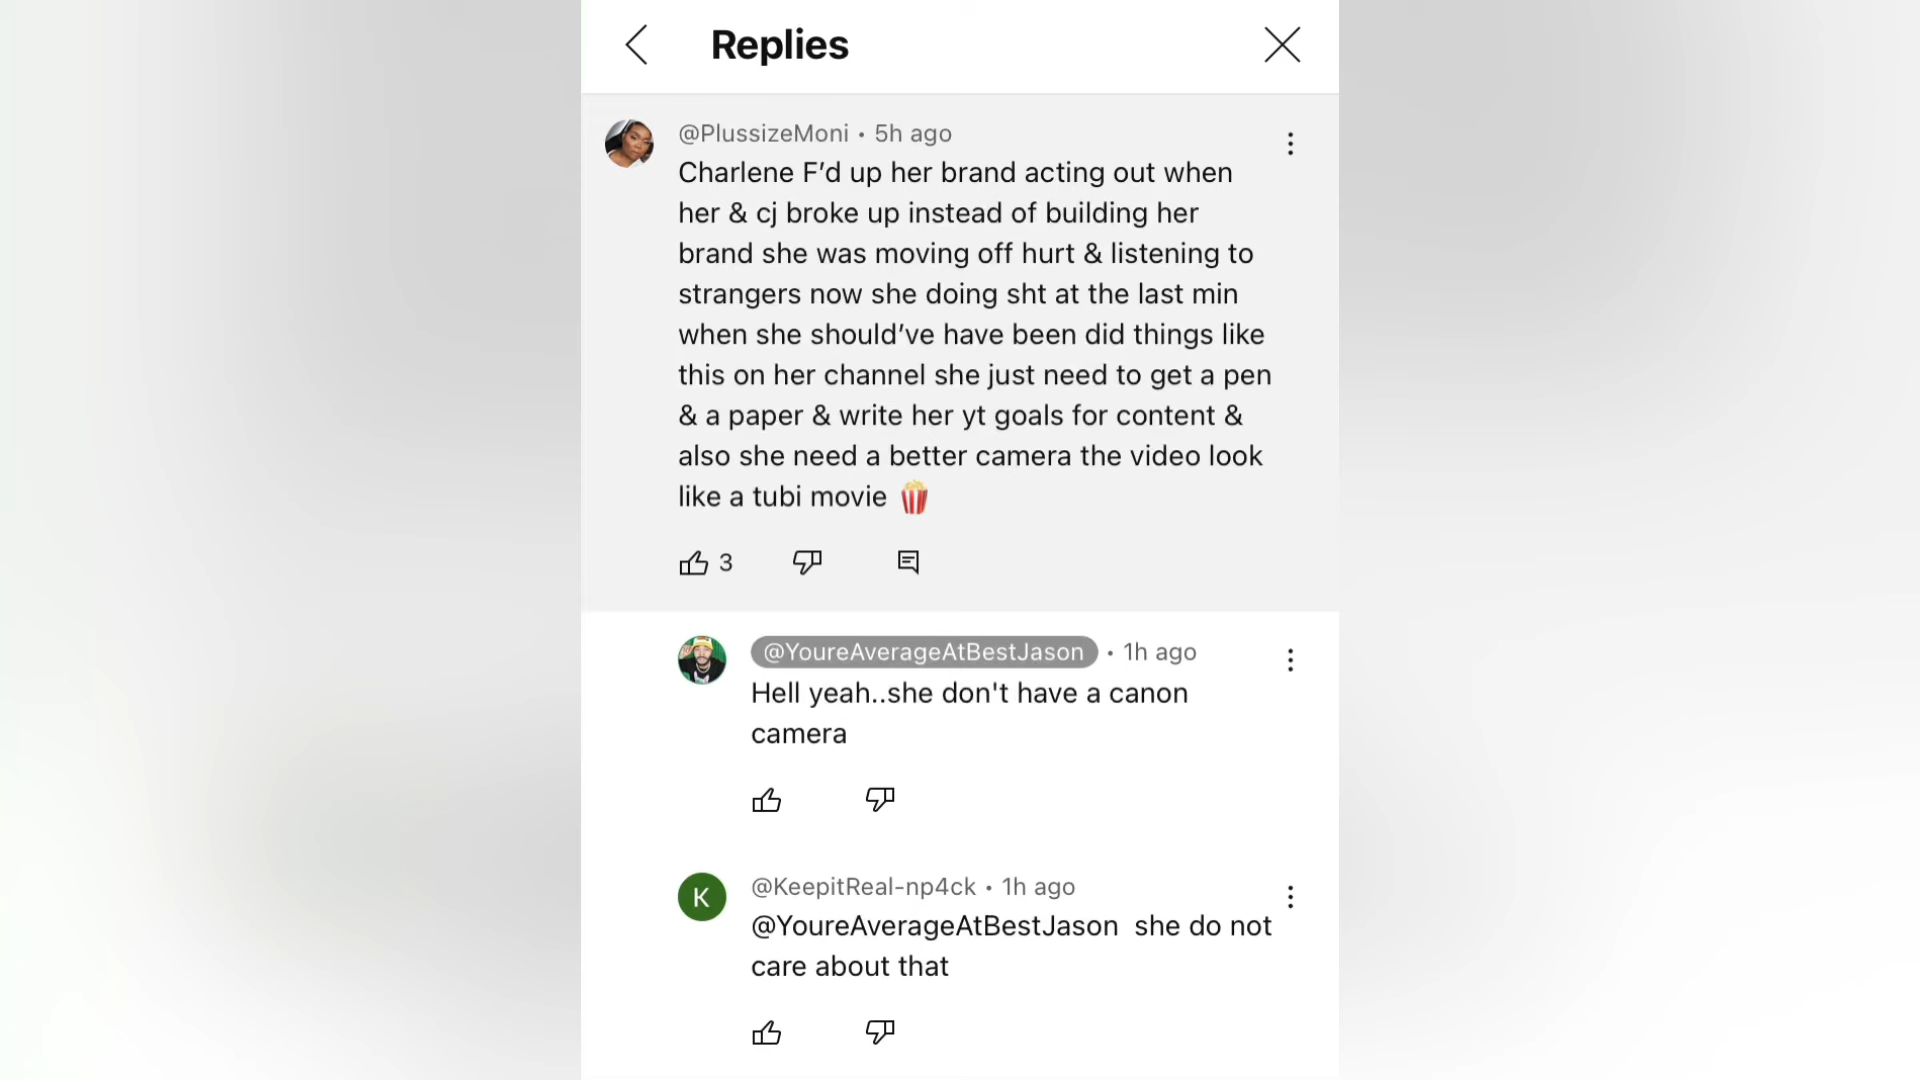 Replies
@PlussizeMoni • 5h ago
Charlene F’d up her brand acting out when
her & cj broke up instead of building her
brand she was moving off hurt & listening to
strangers now she doing sht at the last min
when she should’ve have been did things like
this on her channel she just need to get a pen
& a paper & write her yt goals for content &
also she need a better camera the video look
like a tubi movie 🍿
3
@YoureAverageAtBestJason • 1h ago
Hell yeah..she don't have a canon
camera
K
@KeepitReal-np4ck • 1h ago
@YoureAverageAtBestJason she do not
care about that